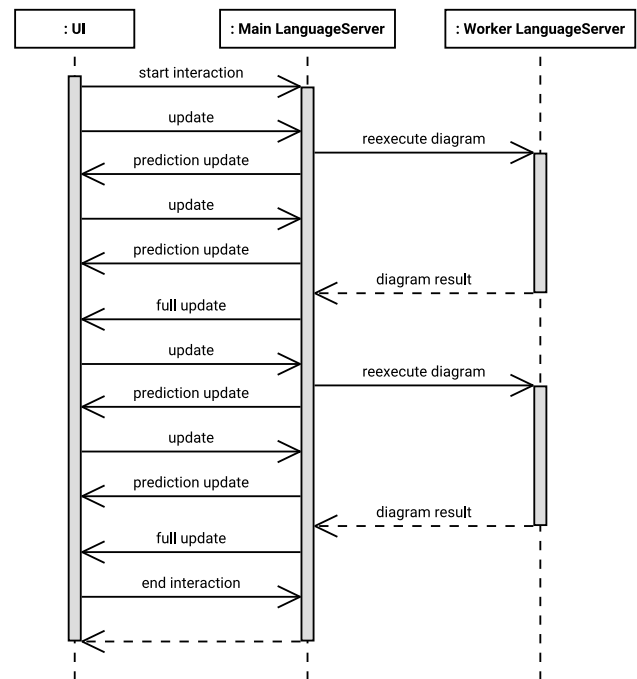 : UI
: Main LanguageServer
: Worker LanguageServer
start interaction
update
reexecute diagram
prediction update
update
prediction update
diagram result
full update
update
reexecute diagram
prediction update
update
prediction update
diagram result
full update
end interaction